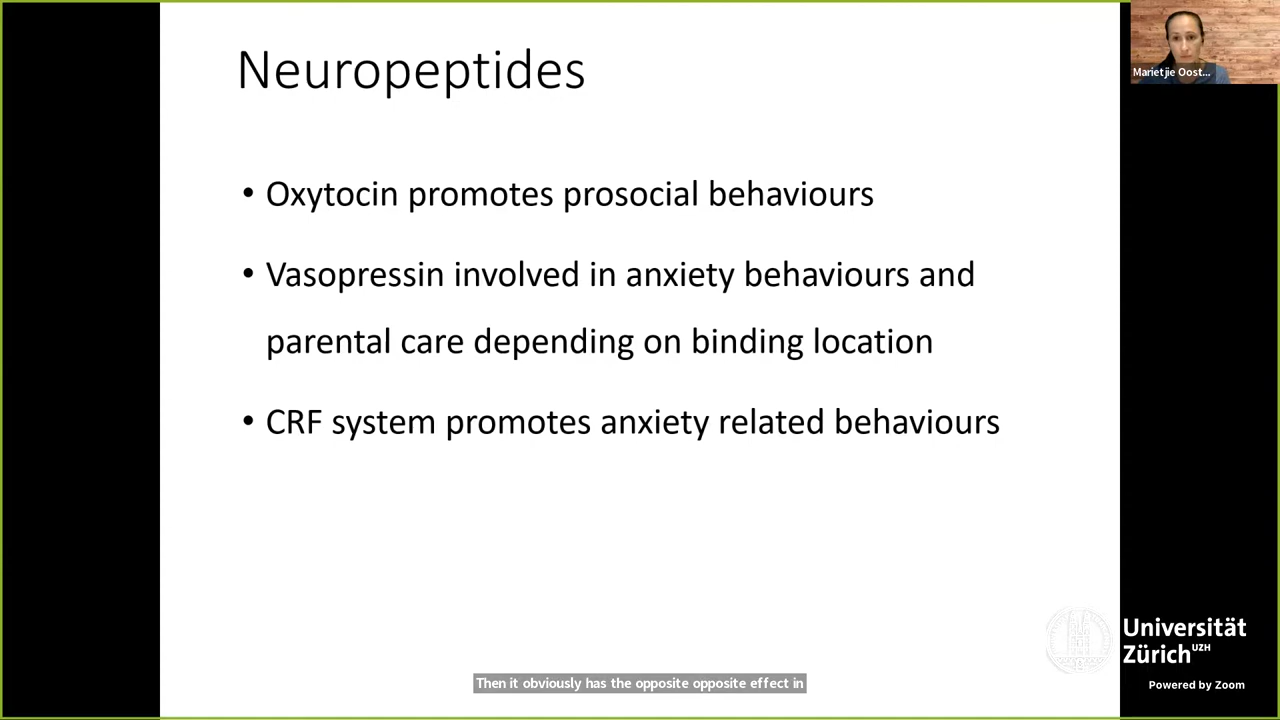 Neuropeptides
Marietjie Oost...
• Oxytocin promotes prosocial behaviours
• Vasopressin involved in anxiety behaviours and
parental care depending on binding location
• CRF system promotes anxiety related behaviours
Universität
Zürich UZH
Then it obviously has the opposite opposite effect in
Powered by Zoom